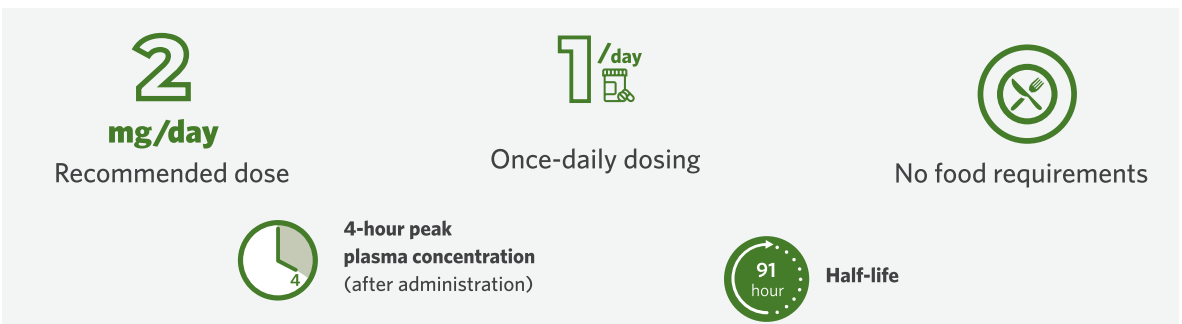 2
mg/day
Recommended dose
1/day
Once-daily dosing
No food requirements
4
4-hour peak
plasma concentration
(after administration)
91
hour
Half-life